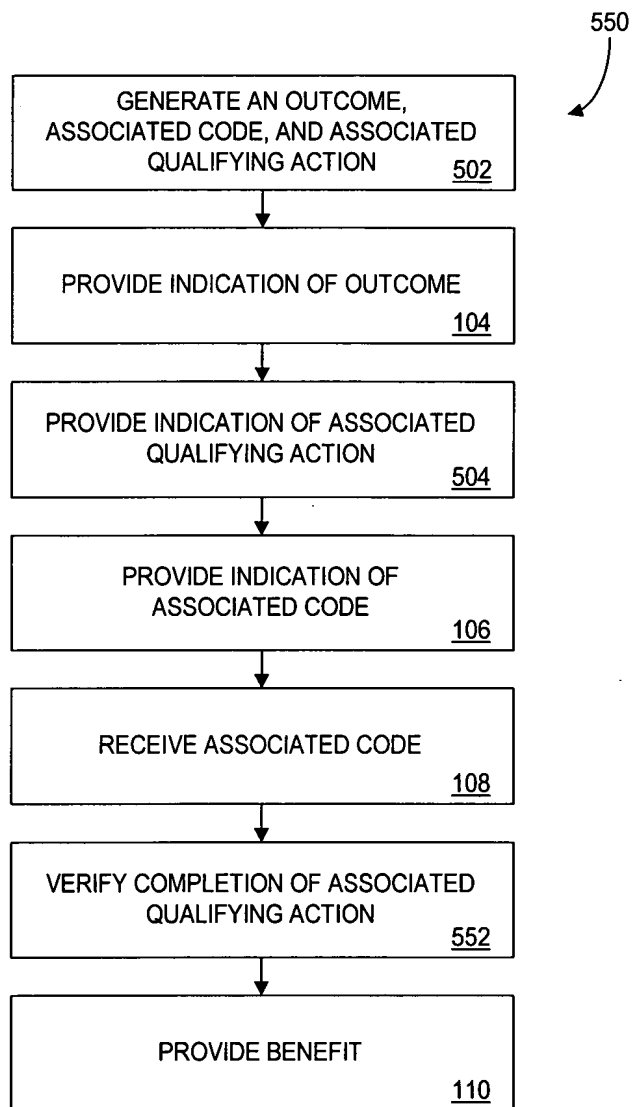 550
GENERATE AN OUTCOME,
ASSOCIATED CODE, AND ASSOCIATED
QUALIFYING ACTION
502
PROVIDE INDICATION OF OUTCOME
104
PROVIDE INDICATION OF ASSOCIATED
QUALIFYING ACTION
504
PROVIDE INDICATION OF
ASSOCIATED CODE
106
RECEIVE ASSOCIATED CODE
108
VERIFY COMPLETION OF ASSOCIATED
QUALIFYING ACTION
552
PROVIDE BENEFIT
110